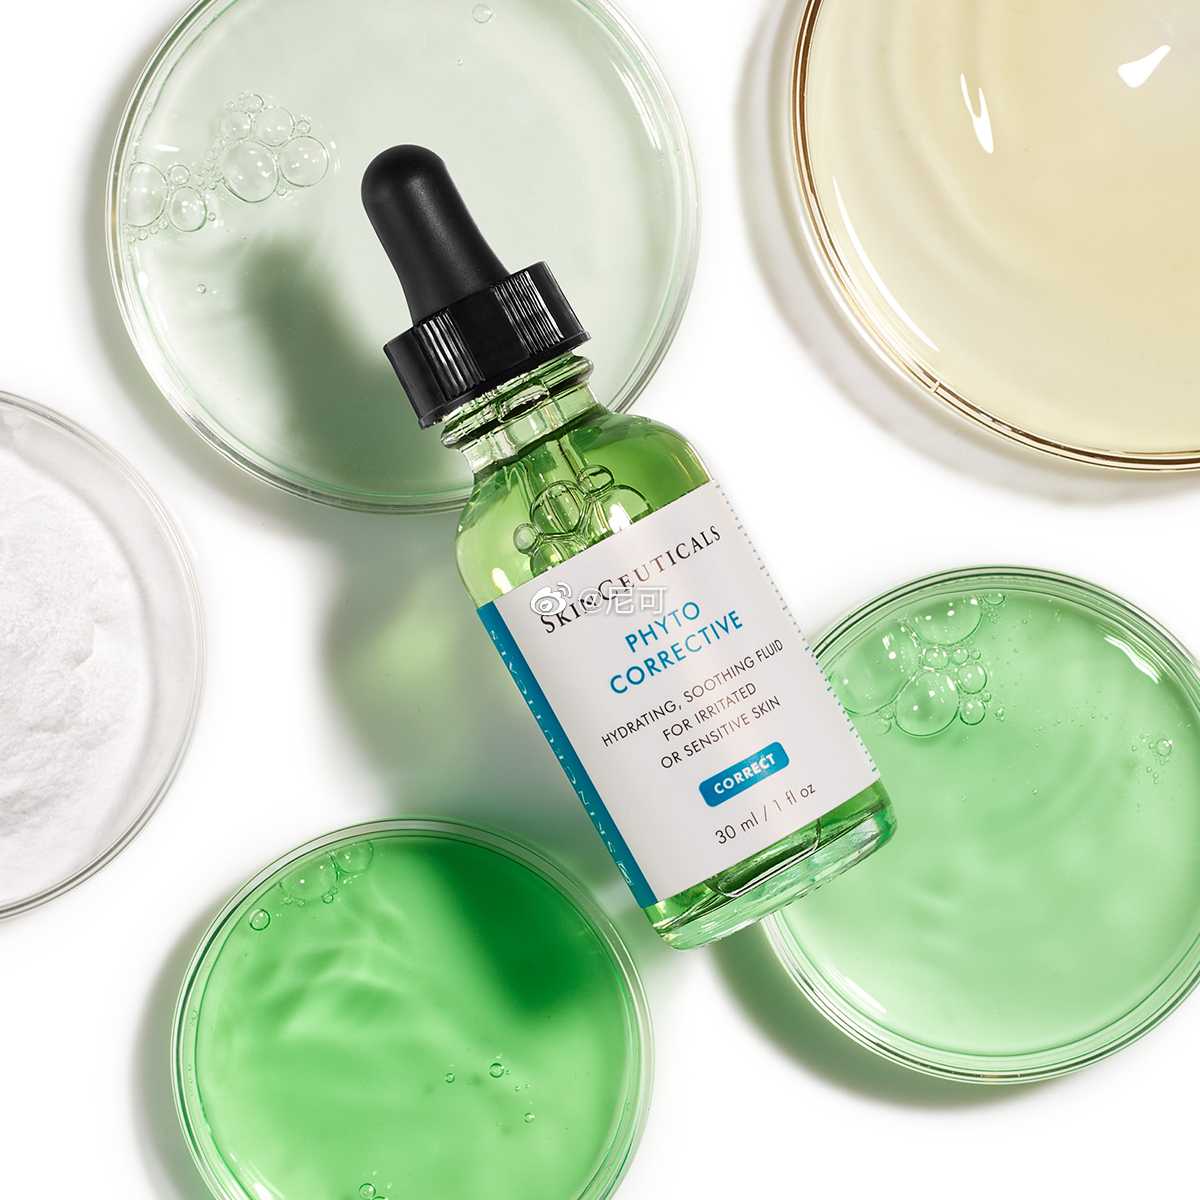 SKINCEUTICALS
@尼可
PHYTO
CORRECTIVE
HYDRATING, SOOTHING FLUID
FOR IRRITATED
OR SENSITIVE SKIN
CORRECT
30 ml / 1 fl oz
SKINCEUTICALS